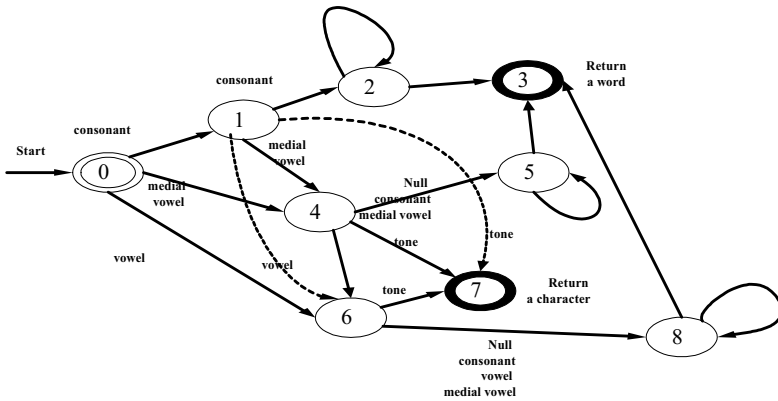 2
3
Return
a word
consonant
1
consonant
Start
0
medial
vowel
medial
vowel
Null
consonant
medial vowel
5
4
tone
tone
vowel
vowel
tone
7
Return
a character
6
8
Null
consonant
vowel
medial vowel